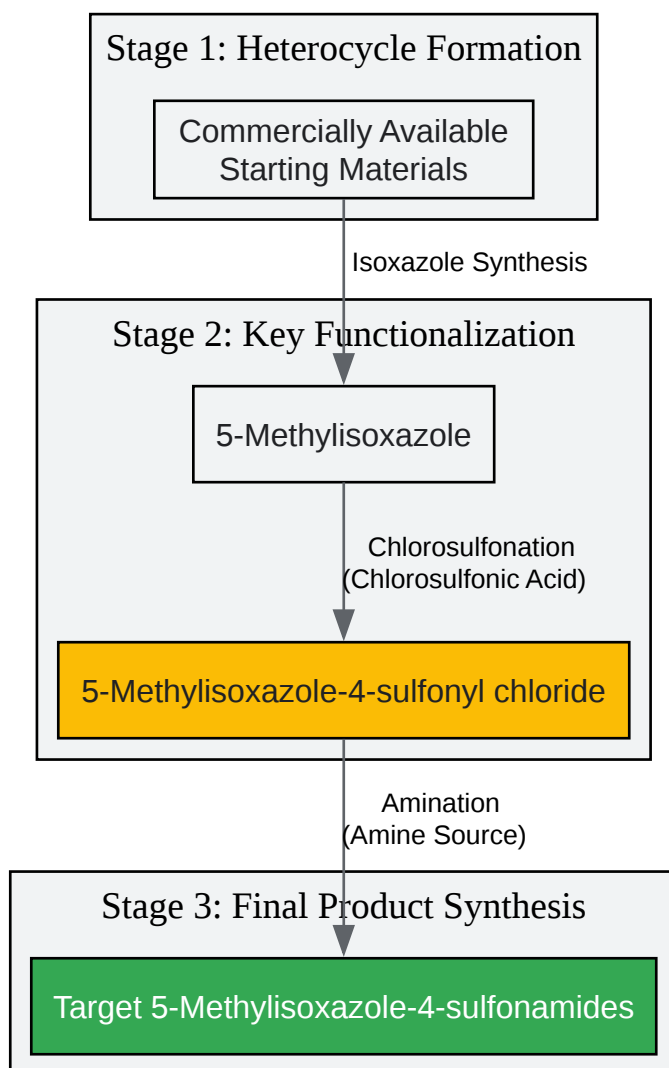 Stage 1: Heterocycle Formation
Commercially Available
Starting Materials
Isoxazole Synthesis
Stage 2: Key Functionalization
5-Methylisoxazole
Chlorosulfonation
(Chlorosulfonic Acid)
5-Methylisoxazole-4-sulfonyl chloride
Amination
(Amine Source)
Stage 3: Final Product Synthesis
Target 5-Methylisoxazole-4-sulfonamides